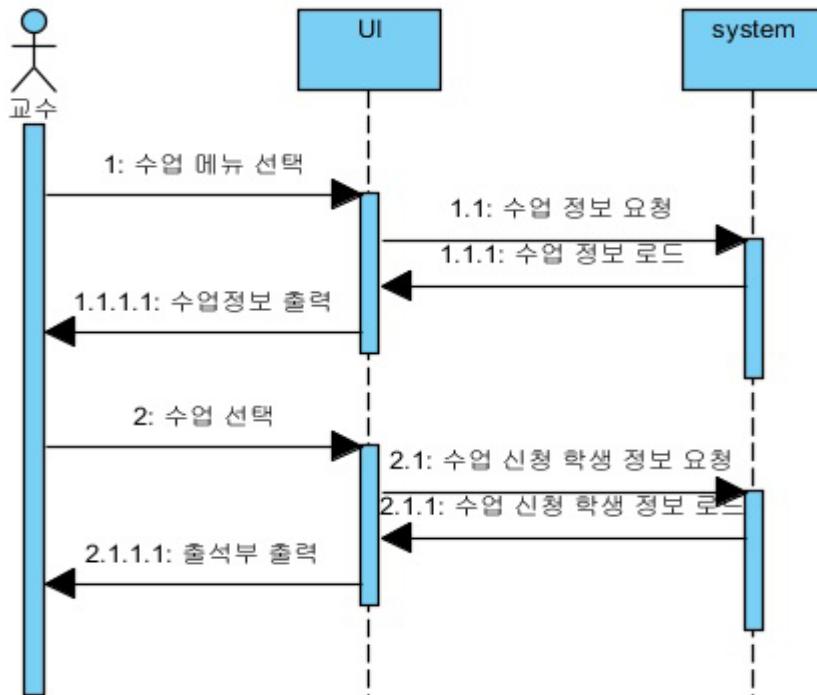 UI
system
교수
1: 수업 메뉴 선택
1.1: 수업 정보 요청
1.1.1: 수업 정보 로드
1.1.1.1: 수업정보 출력
2: 수업 선택
2.1: 수업 신청 학생 정보 요청
2.1.1: 수업 신청 학생 정보 로드
2.1.1.1: 출석부 출력